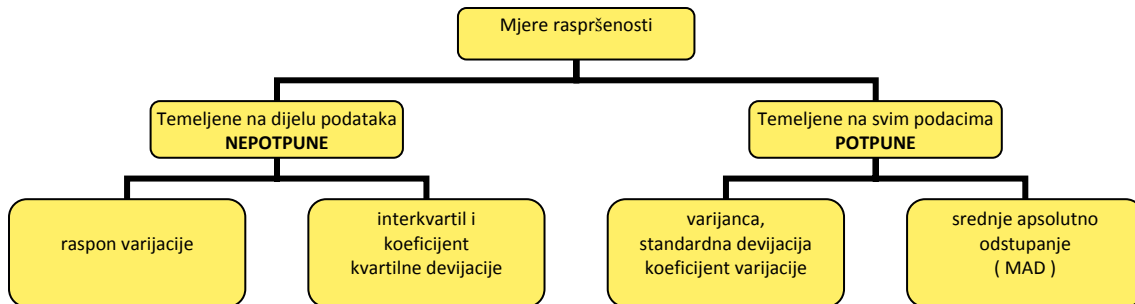 Mjere raspršenosti
Temeljene na dijelu podataka
NEPOTPUNE
Temeljene na svim podacima
POTPUNE
raspon varijacije
interkvartil i
koeficijent
kvartilne devijacije
varijanca,
standardna devijacija
koeficijent varijacije
srednje apsolutno
odstupanje
( MAD )